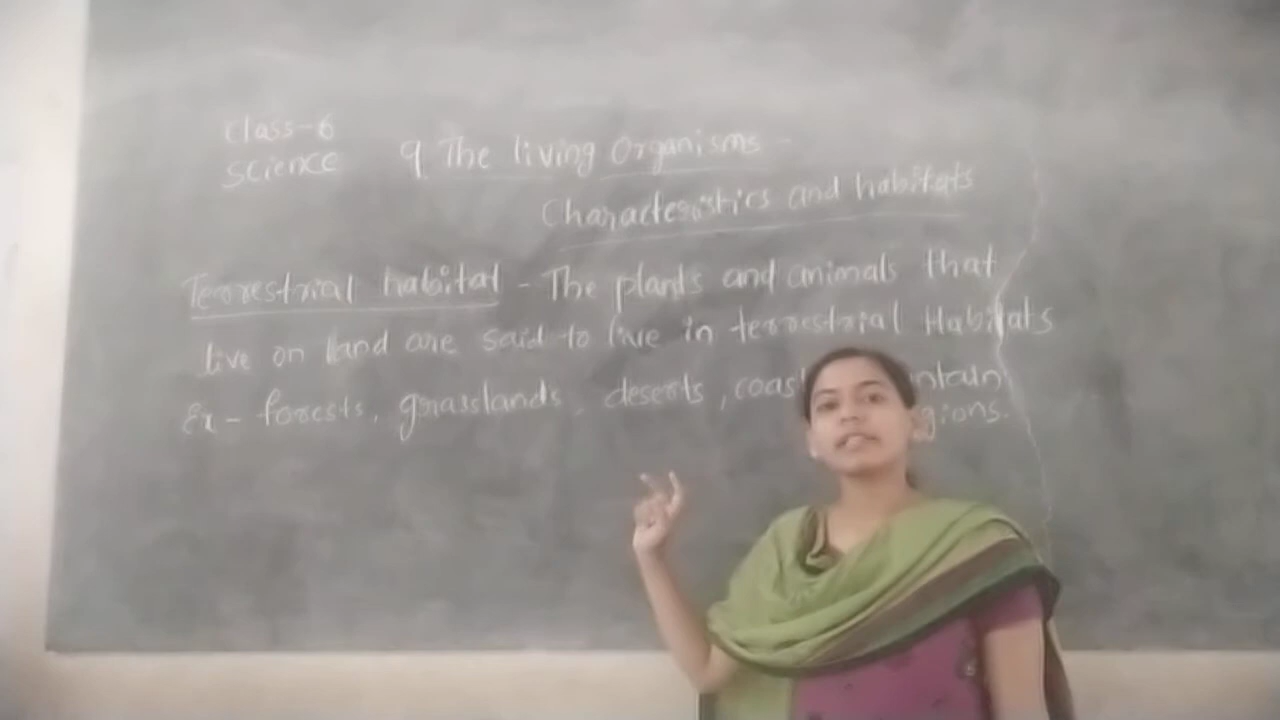 Class-6
Science
9 The living Organisms -
Characteristics and habitats
Terrestrial habitat - The plants and animals that
live on land are said to live in terrestrial Habitats
Ex - forests, grasslands, deserts,